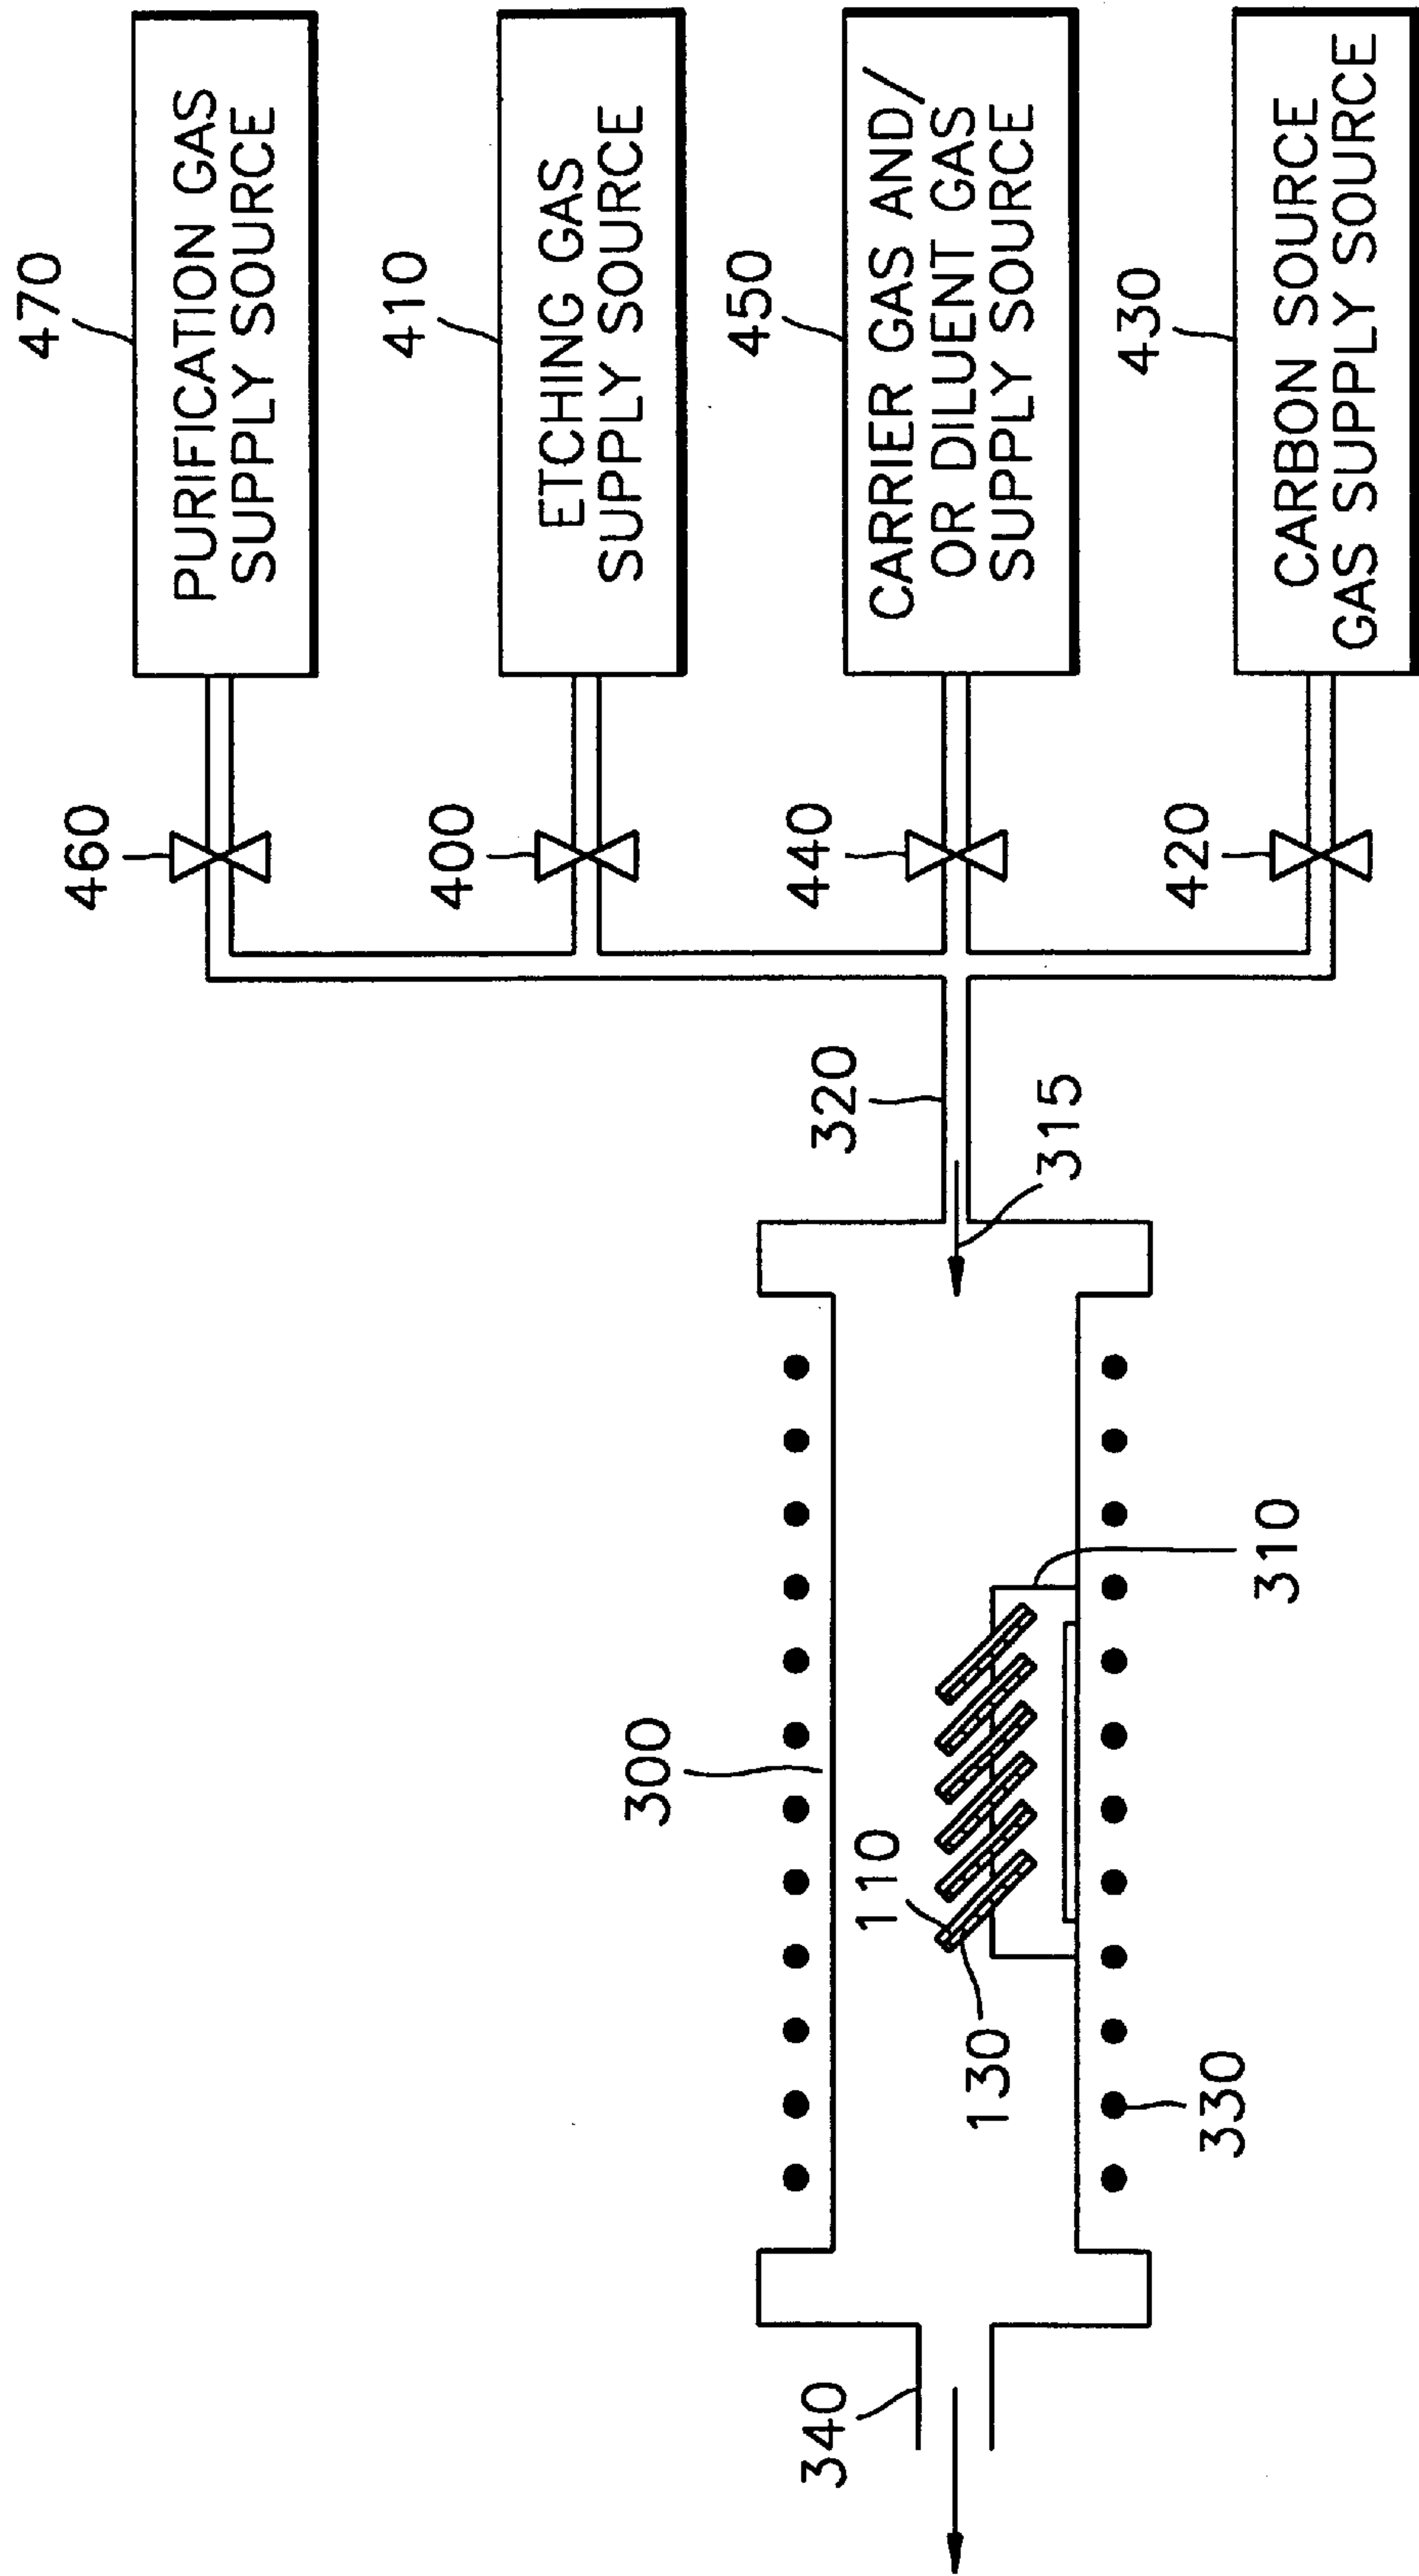 470
PURIFICATION GAS
SUPPLY SOURCE
410
ETCHING GAS
SUPPLY SOURCE
450
CARRIER GAS AND/
OR DILUENT GAS
SUPPLY SOURCE
430
CARBON SOURCE
GAS SUPPLY SOURCE
460
400
440
420
320
315
300
310
110
130
330
340